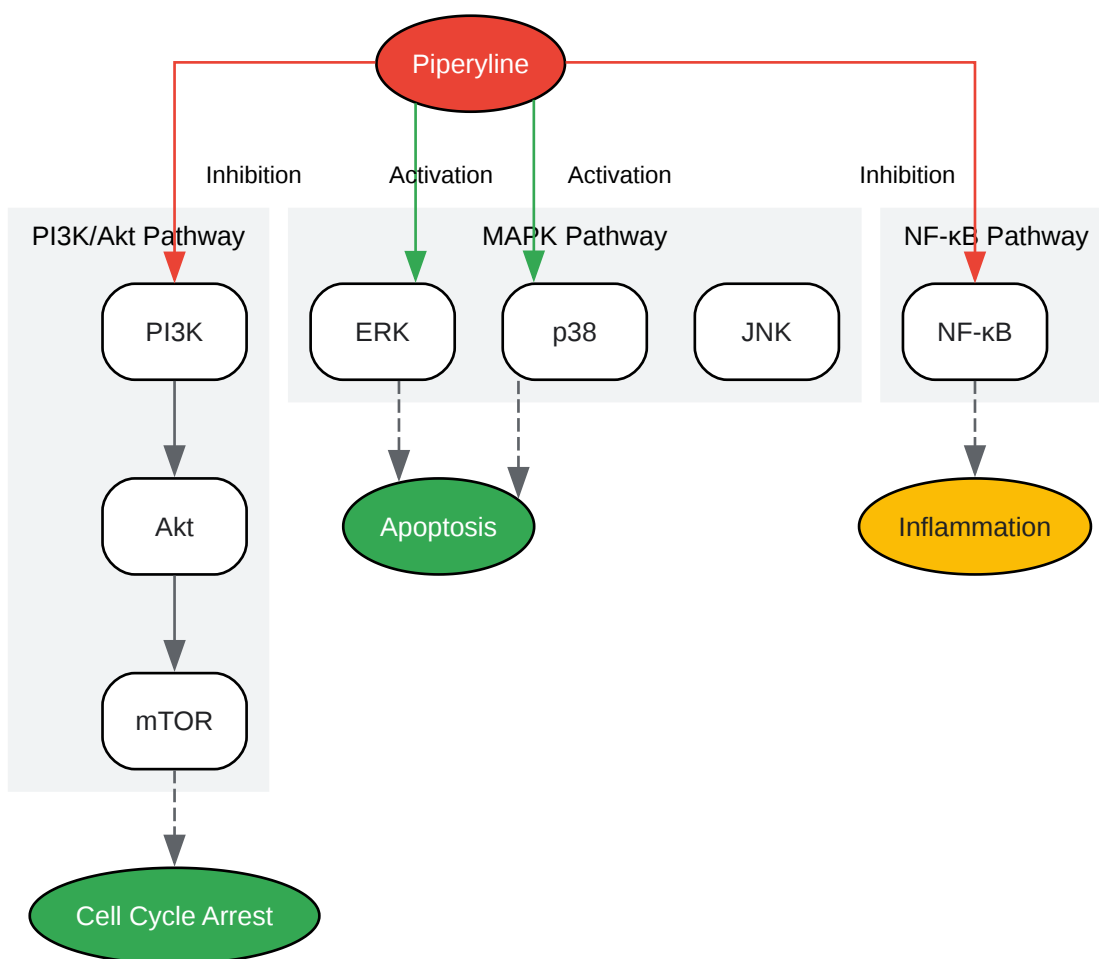 Piperyline
Inhibition
Activation
Activation
Inhibition
PI3K/Akt Pathway
MAPK Pathway
NF-κB Pathway
PI3K
ERK
p38
JNK
NF-κB
Akt
Apoptosis
Inflammation
mTOR
Cell Cycle Arrest